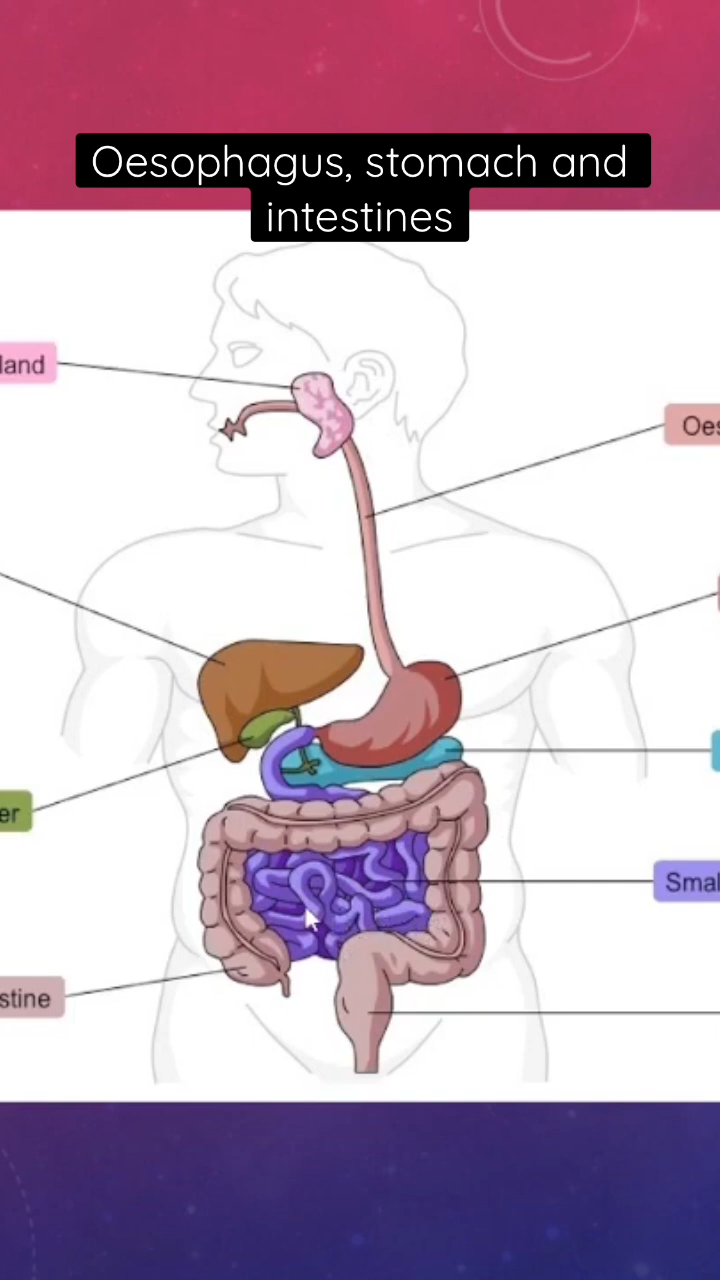 Oesophagus, stomach and
intestines
land
Oes
er
Smal
stine